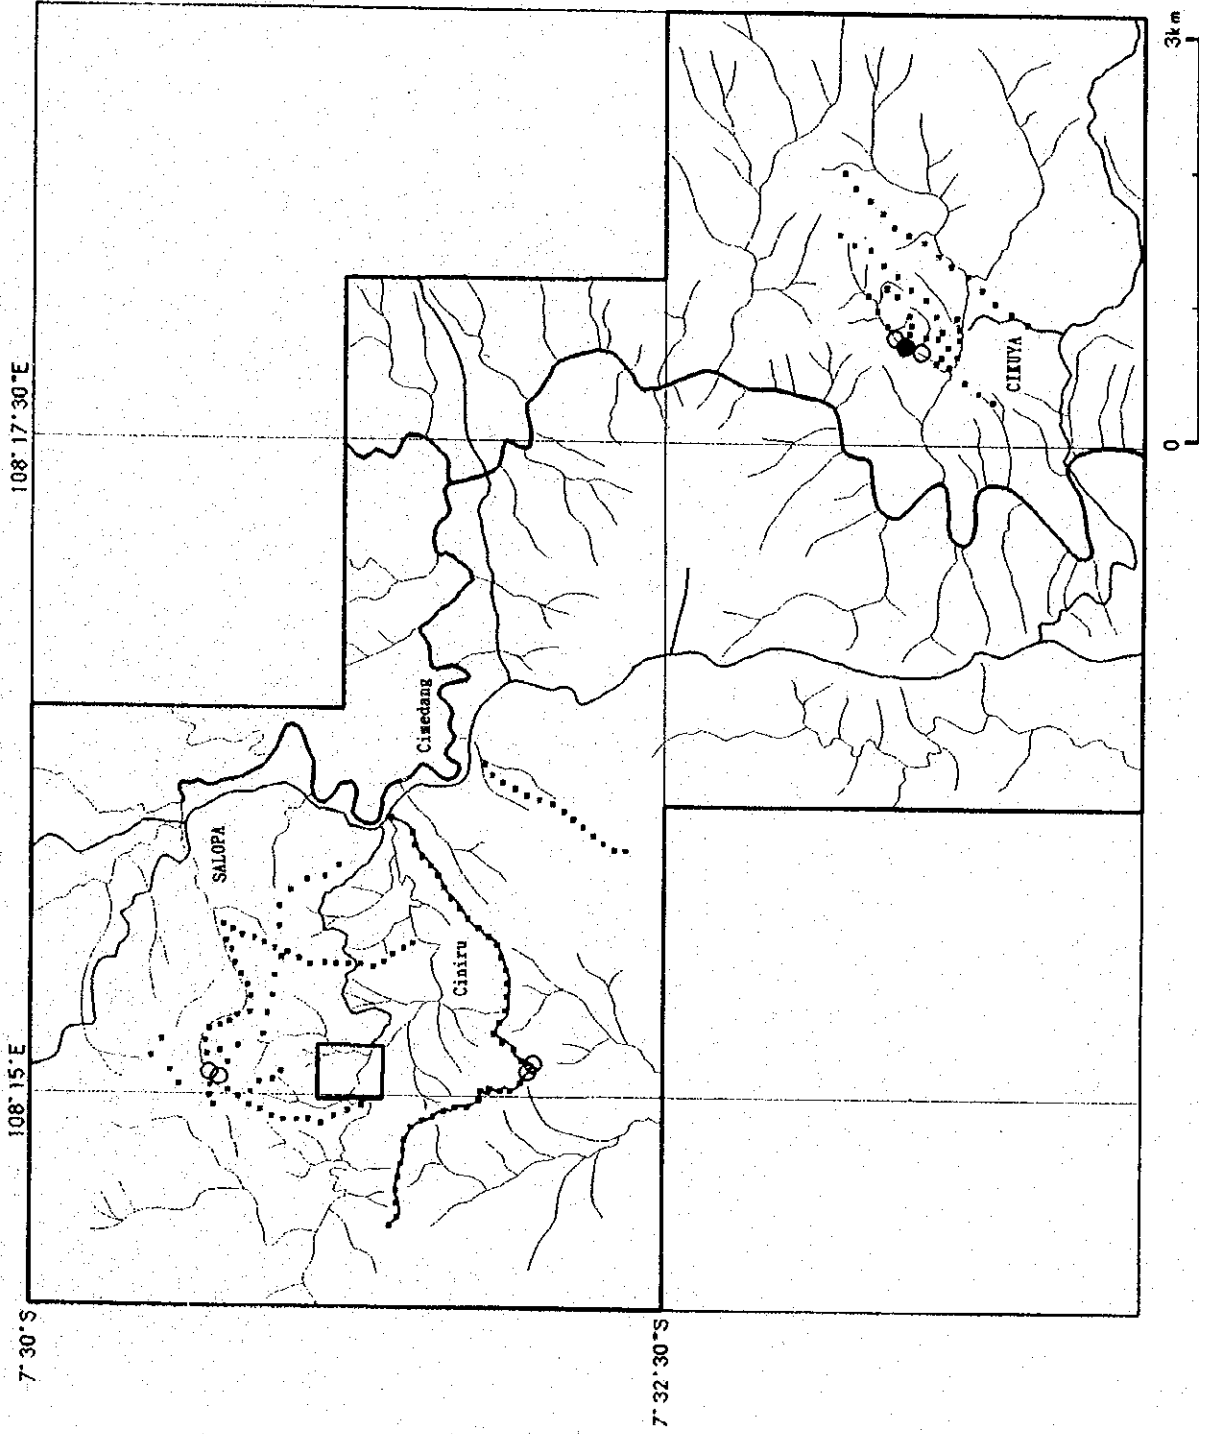 108° 15' E
108° 17' 30" E
7° 30' S
7° 32' 30" S
SALOPA
Cimedang
Ciniru
CIKUYA
0
3km